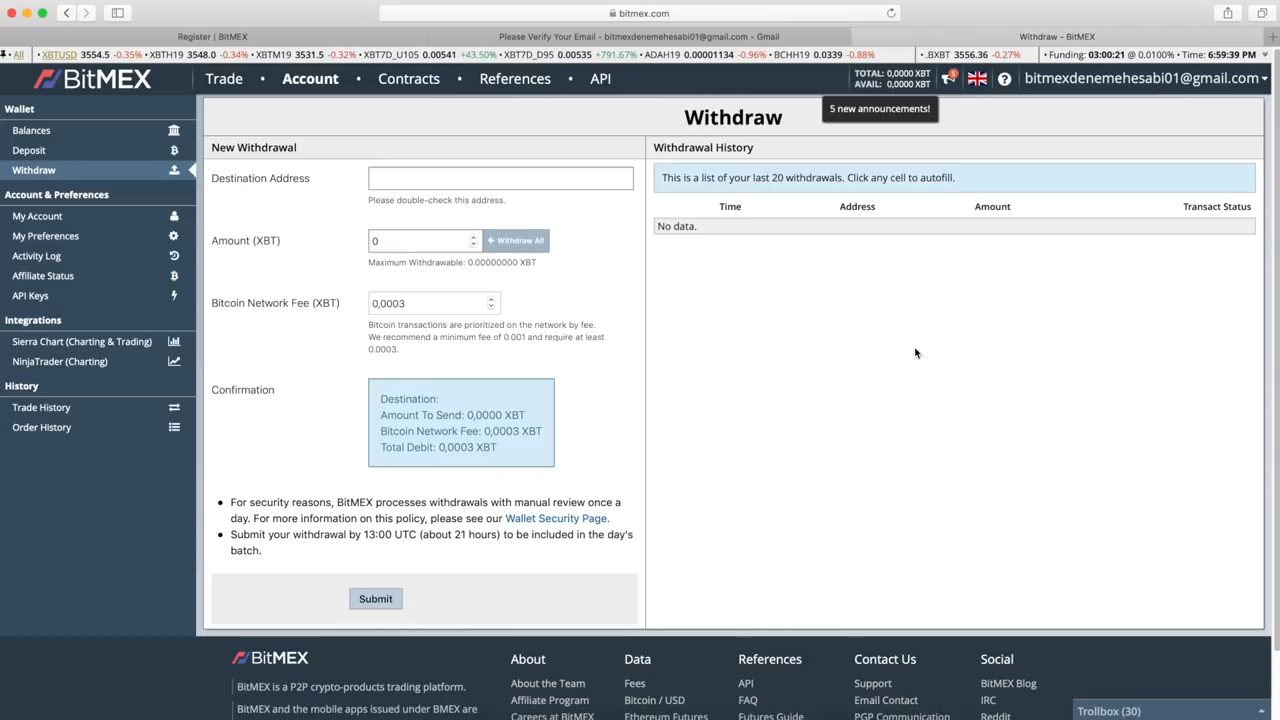 bitmex.com
Register | BitMEX
Please Verify Your Email - bitmexdenemehesabi01@gmail.com - Gmail
Withdraw - BitMEX
All • XBTUSD 3554.5 -0.35% • XBTH19 3548.0 -0.34% • XBTM19 3531.5 -0.32% • XBT7D_U105 0.00541 +43.50% • XBT7D_D95 0.00535 +791.67% • ADAH19 0.00001134 -0.96% • BCHH19 0.0339 -0.88% • .BXBT 3556.36 -0.27% • Funding: 03:00:21 @ 0.0100% • Time: 6:59:39 PM
BitMEX
Trade • Account • Contracts • References • API
TOTAL: 0,0000 XBT
AVAIL: 0,0000 XBT
5
bitmexdenemehesabi01@gmail.com
5 new announcements!
Wallet
Balances
Deposit
Withdraw
Account & Preferences
My Account
My Preferences
Activity Log
Affiliate Status
API Keys
Integrations
Sierra Chart (Charting & Trading)
NinjaTrader (Charting)
History
Trade History
Order History
Withdraw
New Withdrawal
Destination Address
Please double-check this address.
Amount (XBT)
0
Withdraw All
Maximum Withdrawable: 0.00000000 XBT
Bitcoin Network Fee (XBT)
0,0003
Bitcoin transactions are prioritized on the network by fee.
We recommend a minimum fee of 0.001 and require at least
0.0003.
Confirmation
Destination:
Amount To Send: 0,0000 XBT
Bitcoin Network Fee: 0,0003 XBT
Total Debit: 0,0003 XBT
• For security reasons, BitMEX processes withdrawals with manual review once a
day. For more information on this policy, please see our Wallet Security Page.
• Submit your withdrawal by 13:00 UTC (about 21 hours) to be included in the day's
batch.
Submit
Withdrawal History
This is a list of your last 20 withdrawals. Click any cell to autofill.
Time Address Amount Transact Status
No data.
BitMEX
BitMEX is a P2P crypto-products trading platform.
BitMEX and the mobile apps issued under BMEX are
About
About the Team
Affiliate Program
Careers at BitMEX
Data
Fees
Bitcoin / USD
Ethereum Futures
References
API
FAQ
Futures Guide
Contact Us
Support
Email Contact
PGP Communication
Social
BitMEX Blog
IRC
Reddit
Trollbox (30)